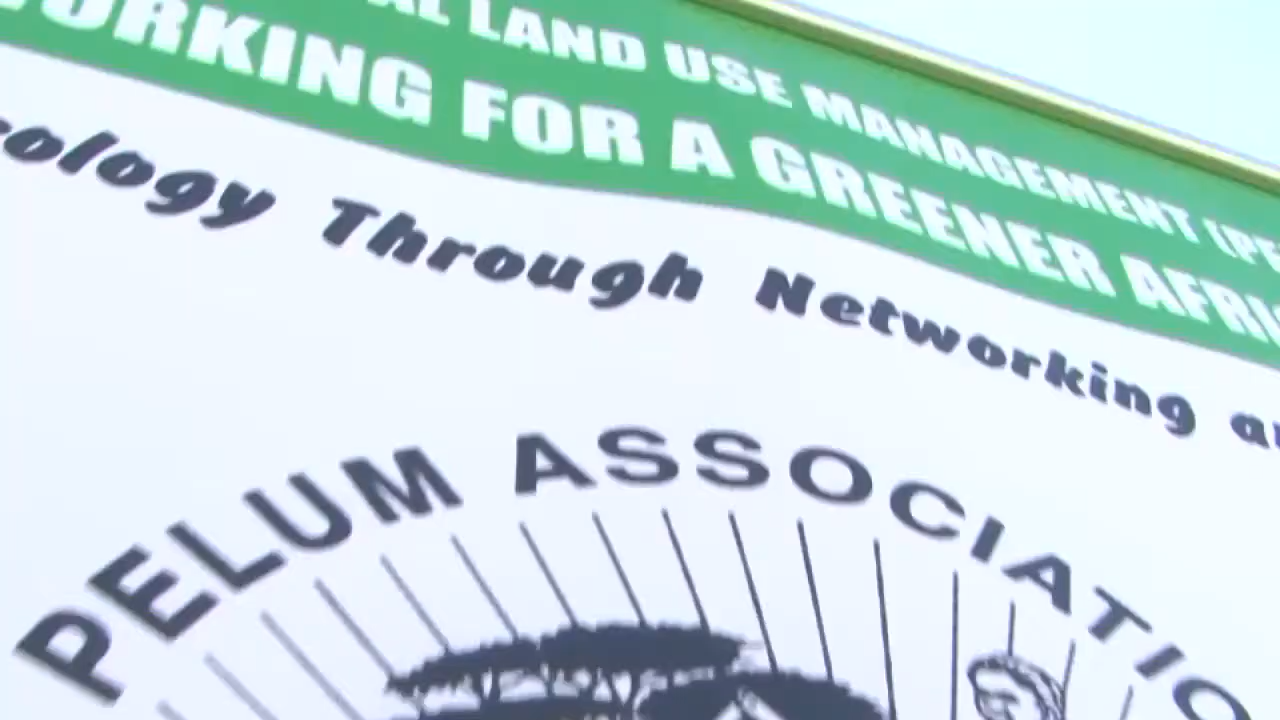 AL LAND USE MANAGEMENT (PE
ORKING FOR A GREENER AFRI
ology Through Networking a
PELUM ASSOCIATIO